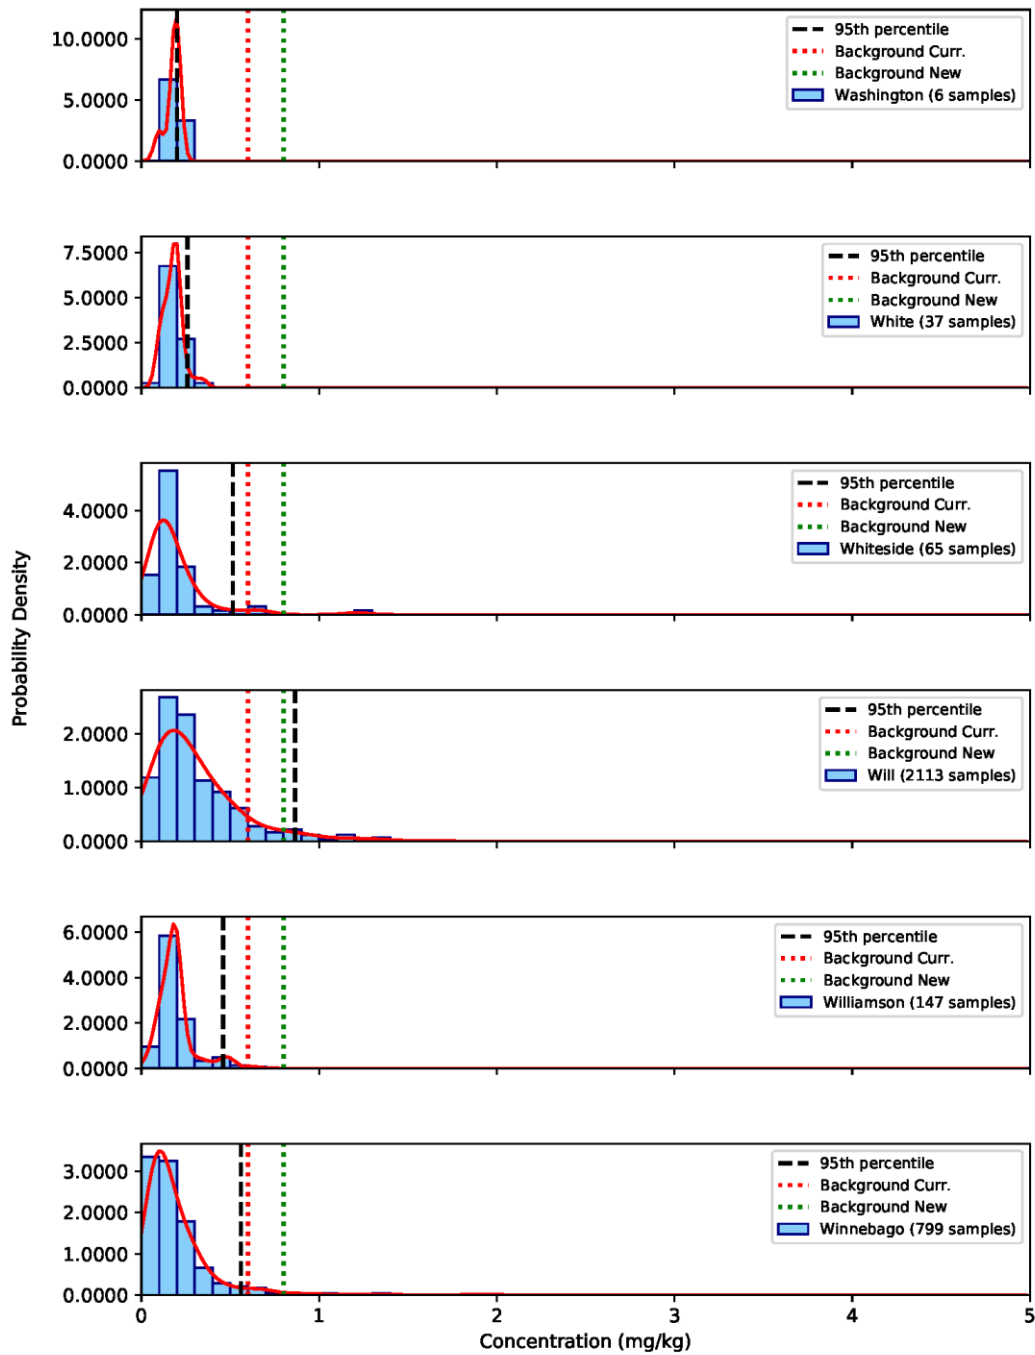 10.0000
5.0000
0.0000
95th percentile
Background Curr.
Background New
Washington (6 samples)
7.5000
5.0000
2.5000
0.0000
95th percentile
Background Curr.
Background New
White (37 samples)
4.0000
2.0000
0.0000
95th percentile
Background Curr.
Background New
Whiteside (65 samples)
Probability Density
2.0000
1.0000
0.0000
95th percentile
Background Curr.
Background New
Will (2113 samples)
6.0000
4.0000
2.0000
0.0000
95th percentile
Background Curr.
Background New
Williamson (147 samples)
3.0000
2.0000
1.0000
0.0000
95th percentile
Background Curr.
Background New
Winnebago (799 samples)
0 1 2 3 4 5
Concentration (mg/kg)